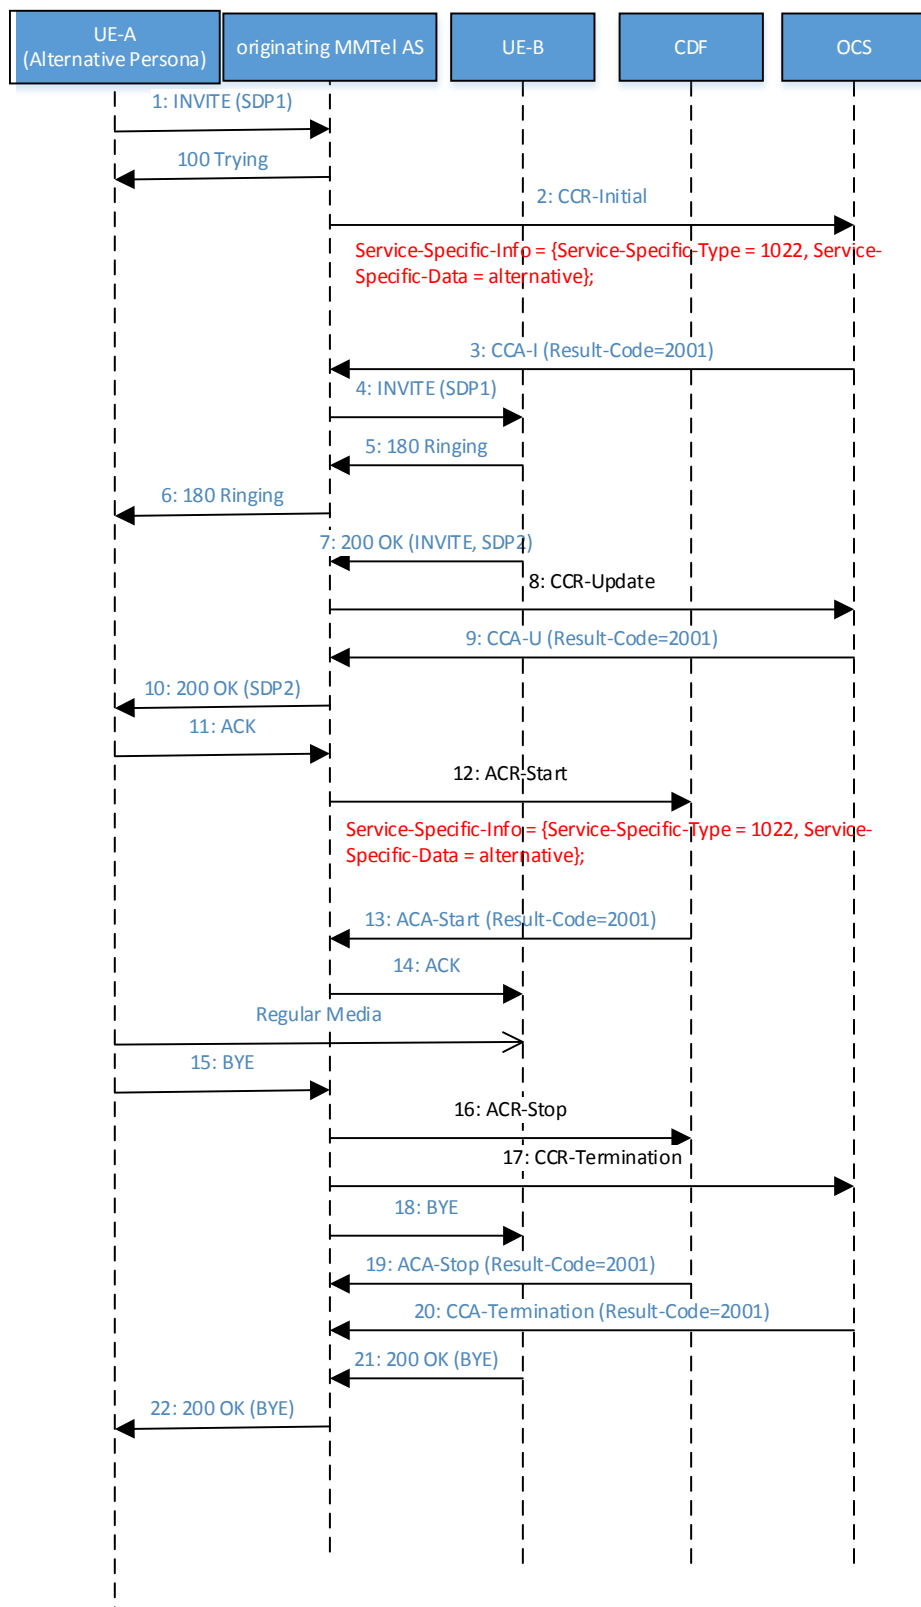 UE-A
(Alternative Persona)
originating MMTel AS
UE-B
CDF
OCS
1: INVITE (SDP1)
100 Trying
2: CCR-Initial
Service-Specific-Info = {Service-Specific-Type = 1022, Service-
Specific-Data = alternative};
3: CCA-I (Result-Code=2001)
4: INVITE (SDP1)
5: 180 Ringing
6: 180 Ringing
7: 200 OK (INVITE, SDP2)
8: CCR-Update
9: CCA-U (Result-Code=2001)
10: 200 OK (SDP2)
11: ACK
12: ACR-Start
Service-Specific-Info = {Service-Specific-Type = 1022, Service-
Specific-Data = alternative};
13: ACA-Start (Result-Code=2001)
14: ACK
Regular Media
15: BYE
16: ACR-Stop
17: CCR-Termination
18: BYE
19: ACA-Stop (Result-Code=2001)
20: CCA-Termination (Result-Code=2001)
21: 200 OK (BYE)
22: 200 OK (BYE)